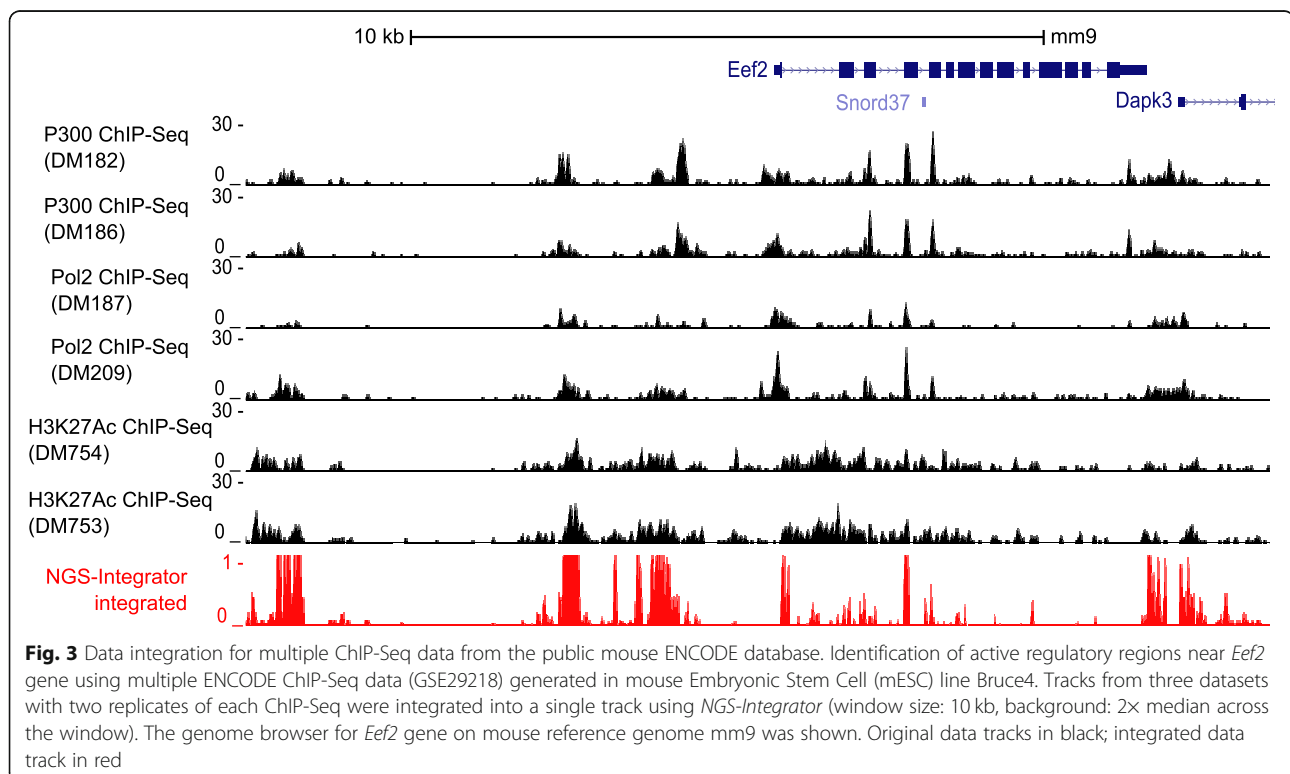 10 kb mm9
Eef2
Snord37 Dapk3
P300 ChIP-Seq
(DM182)
30 -
0 _
P300 ChIP-Seq
(DM186)
30 -
0 _
Pol2 ChIP-Seq
(DM187)
30 -
0 _
Pol2 ChIP-Seq
(DM209)
30 -
0 _
H3K27Ac ChIP-Seq
(DM754)
30 -
0 _
H3K27Ac ChIP-Seq
(DM753)
30 -
0 _
NGS-Integrator
integrated
1 -
0 _
Fig. 3 Data integration for multiple ChIP-Seq data from the public mouse ENCODE database. Identification of active regulatory regions near Eef2
gene using multiple ENCODE ChIP-Seq data (GSE29218) generated in mouse Embryonic Stem Cell (mESC) line Bruce4. Tracks from three datasets
with two replicates of each ChIP-Seq were integrated into a single track using NGS-Integrator (window size: 10 kb, background: 2× median across
the window). The genome browser for Eef2 gene on mouse reference genome mm9 was shown. Original data tracks in black; integrated data
track in red